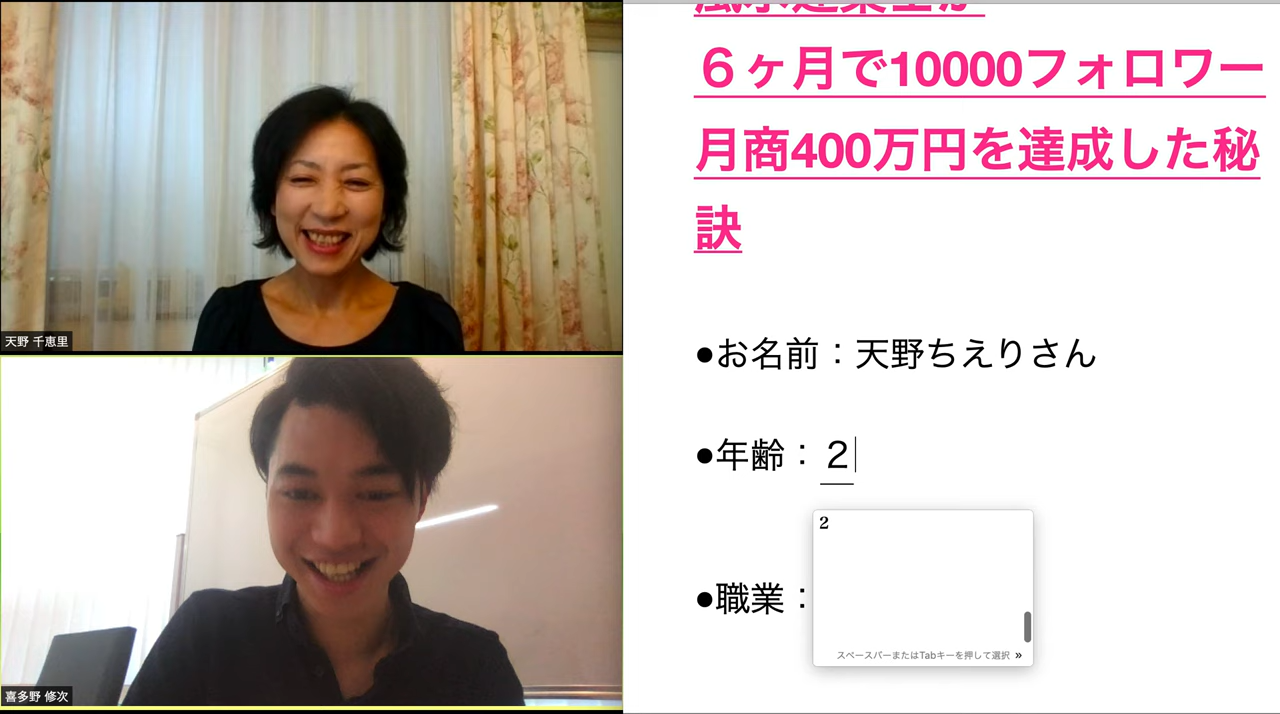 天野 千恵里
喜多野 修次
６ヶ月で10000フォロワー
月商400万円を達成した秘
訣
●お名前：天野ちえりさん
●年齢：２
2
●職業：
スペースバーまたはTabキーを押して選択 »